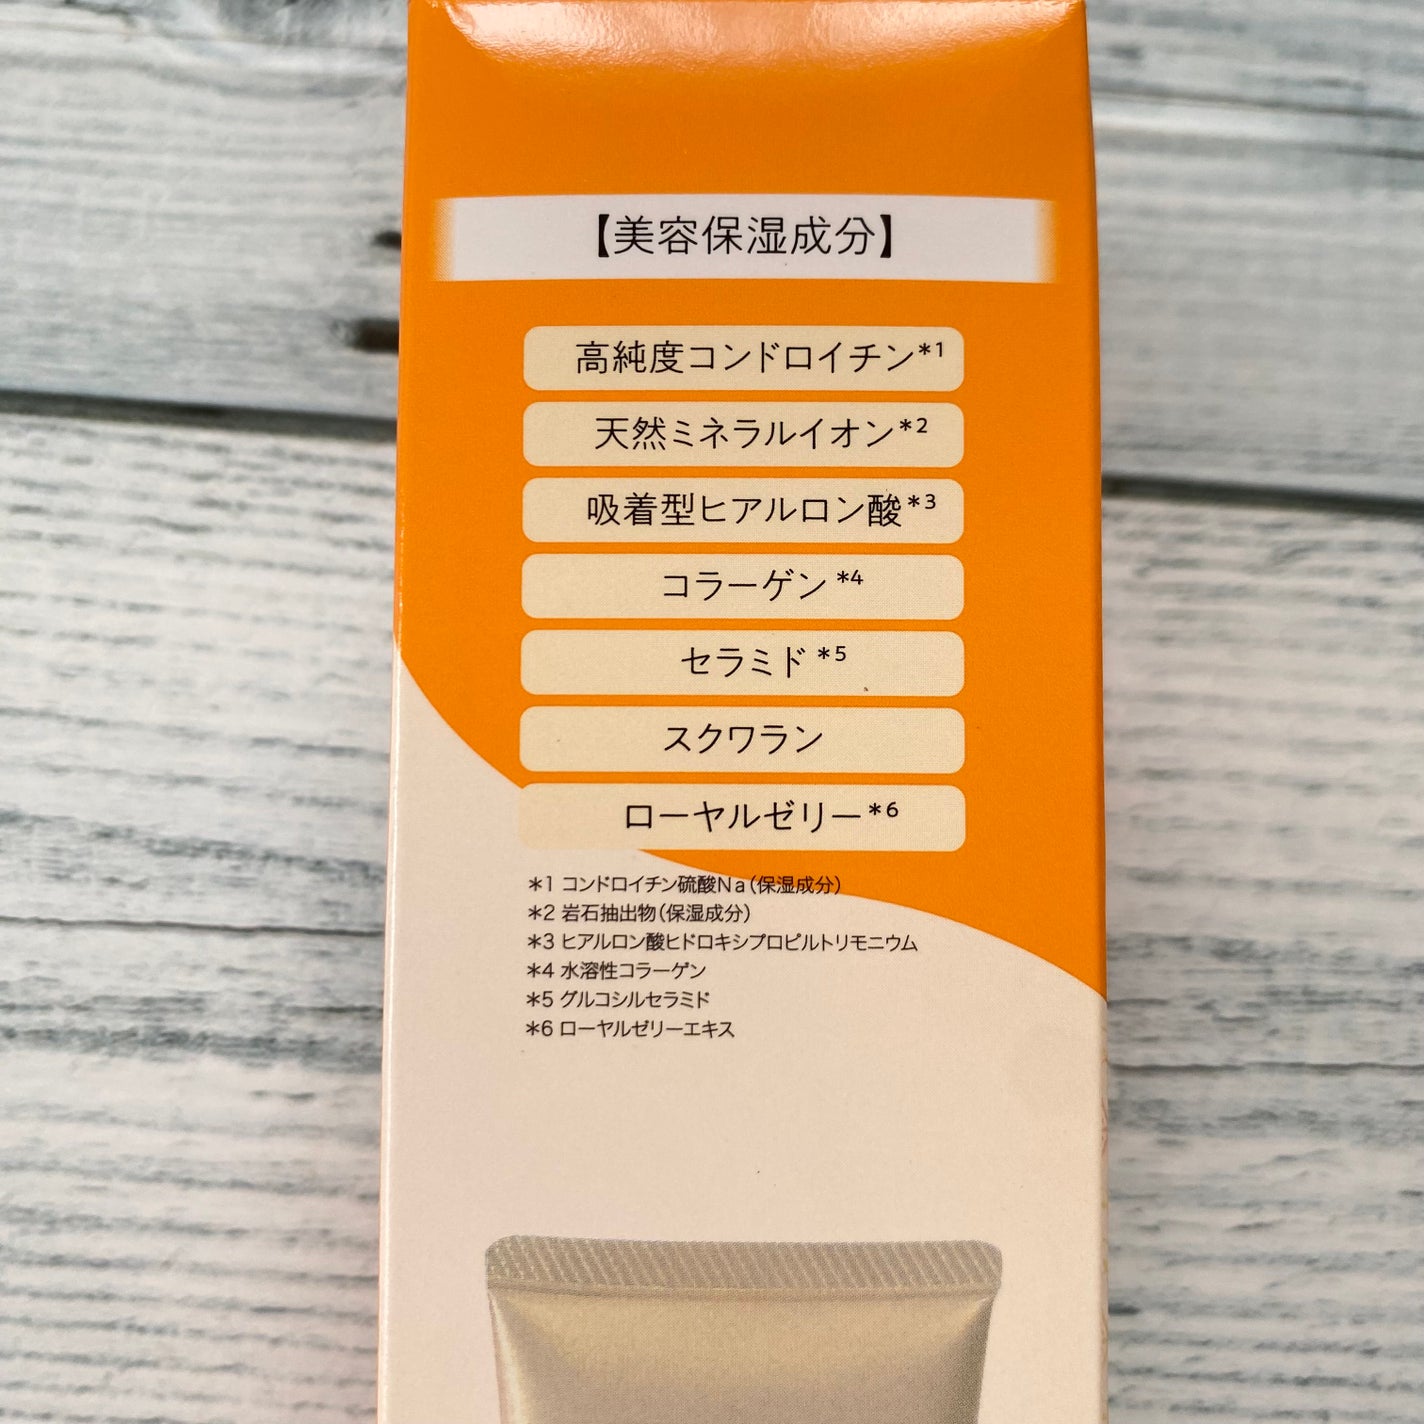 【美容保湿成分】
高純度コンドロイチン*1
天然ミネラルイオン*2
吸着型ヒアルロン酸*3
コラーゲン*4
セラミド*5
スクワラン
ローヤルゼリー*6
*1 コンドロイチン硫酸Na(保湿成分)
*2 岩石抽出物(保湿成分)
*3 ヒアルロン酸ヒドロキシプロピルトリモニウム
*4 水溶性コラーゲン
*5 グルコシルセラミド
*6 ローヤルゼリーエキス